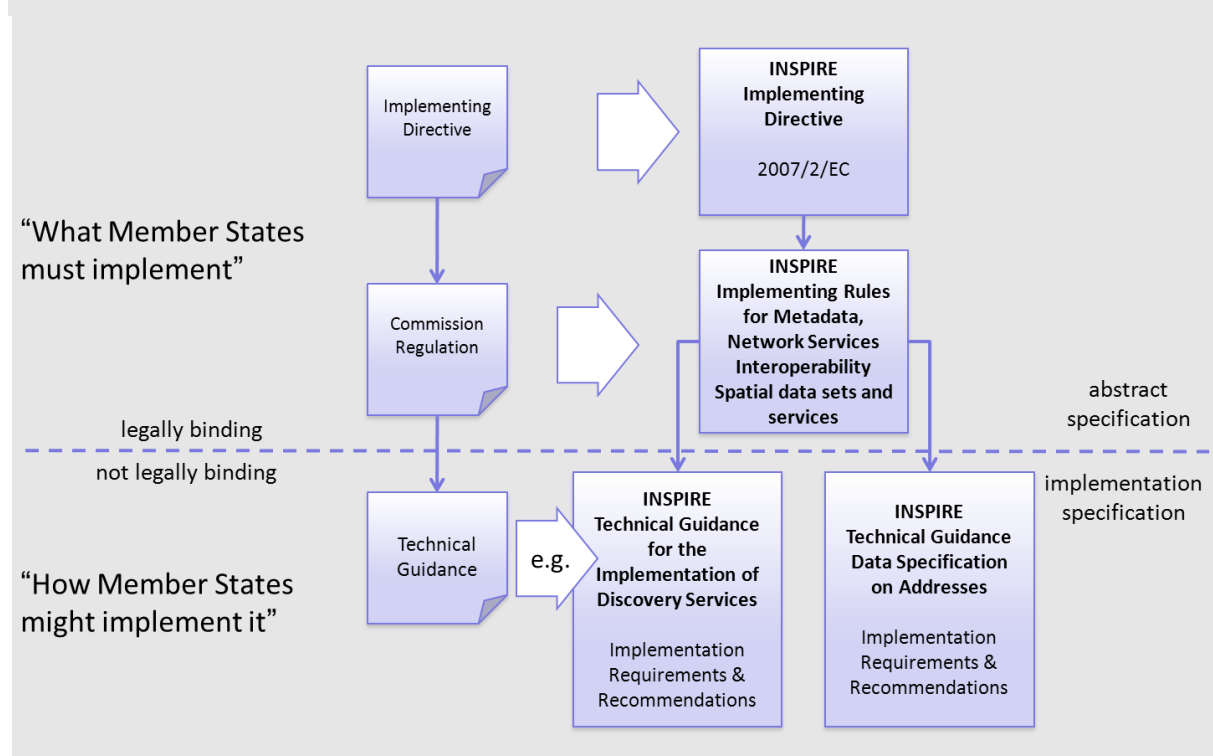 Implementing
Directive
INSPIRE
Implementing
Directive
2007/2/EC
“What Member States
must implement”
Commission
Regulation
INSPIRE
Implementing Rules
for Metadata,
Network Services
Interoperability
Spatial data sets and
services
abstract
specification
legally binding
not legally binding
implementation
specification
“How Member States
might implement it”
Technical
Guidance
e.g.
INSPIRE
Technical Guidance
for the
Implementation of
Discovery Services
Implementation
Requirements &
Recommendations
INSPIRE
Technical Guidance
Data Specification
on Addresses
Implementation
Requirements &
Recommendations